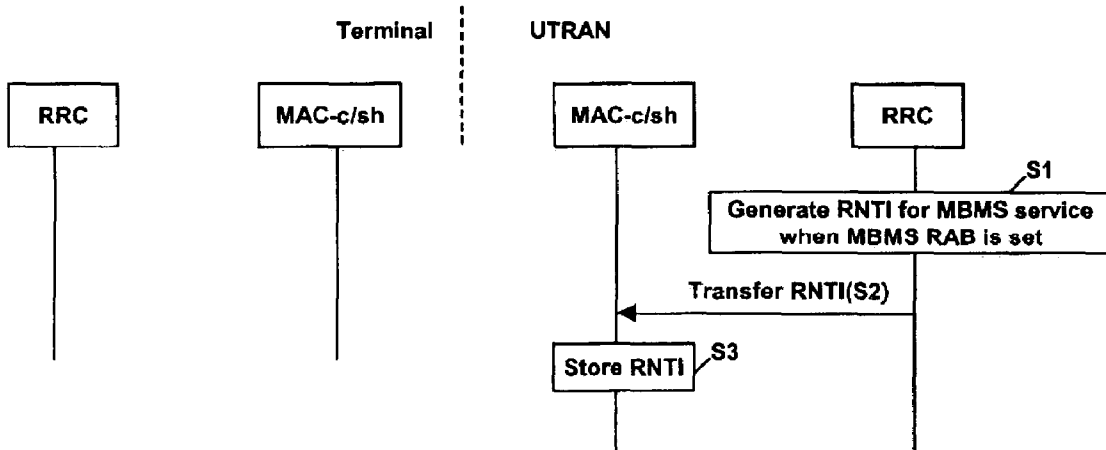 Terminal
UTRAN
RRC
MAC-c/sh
MAC-c/sh
RRC
S1
Generate RNTI for MBMS service
when MBMS RAB is set
Transfer RNTI(S2)
Store RNTI
S3